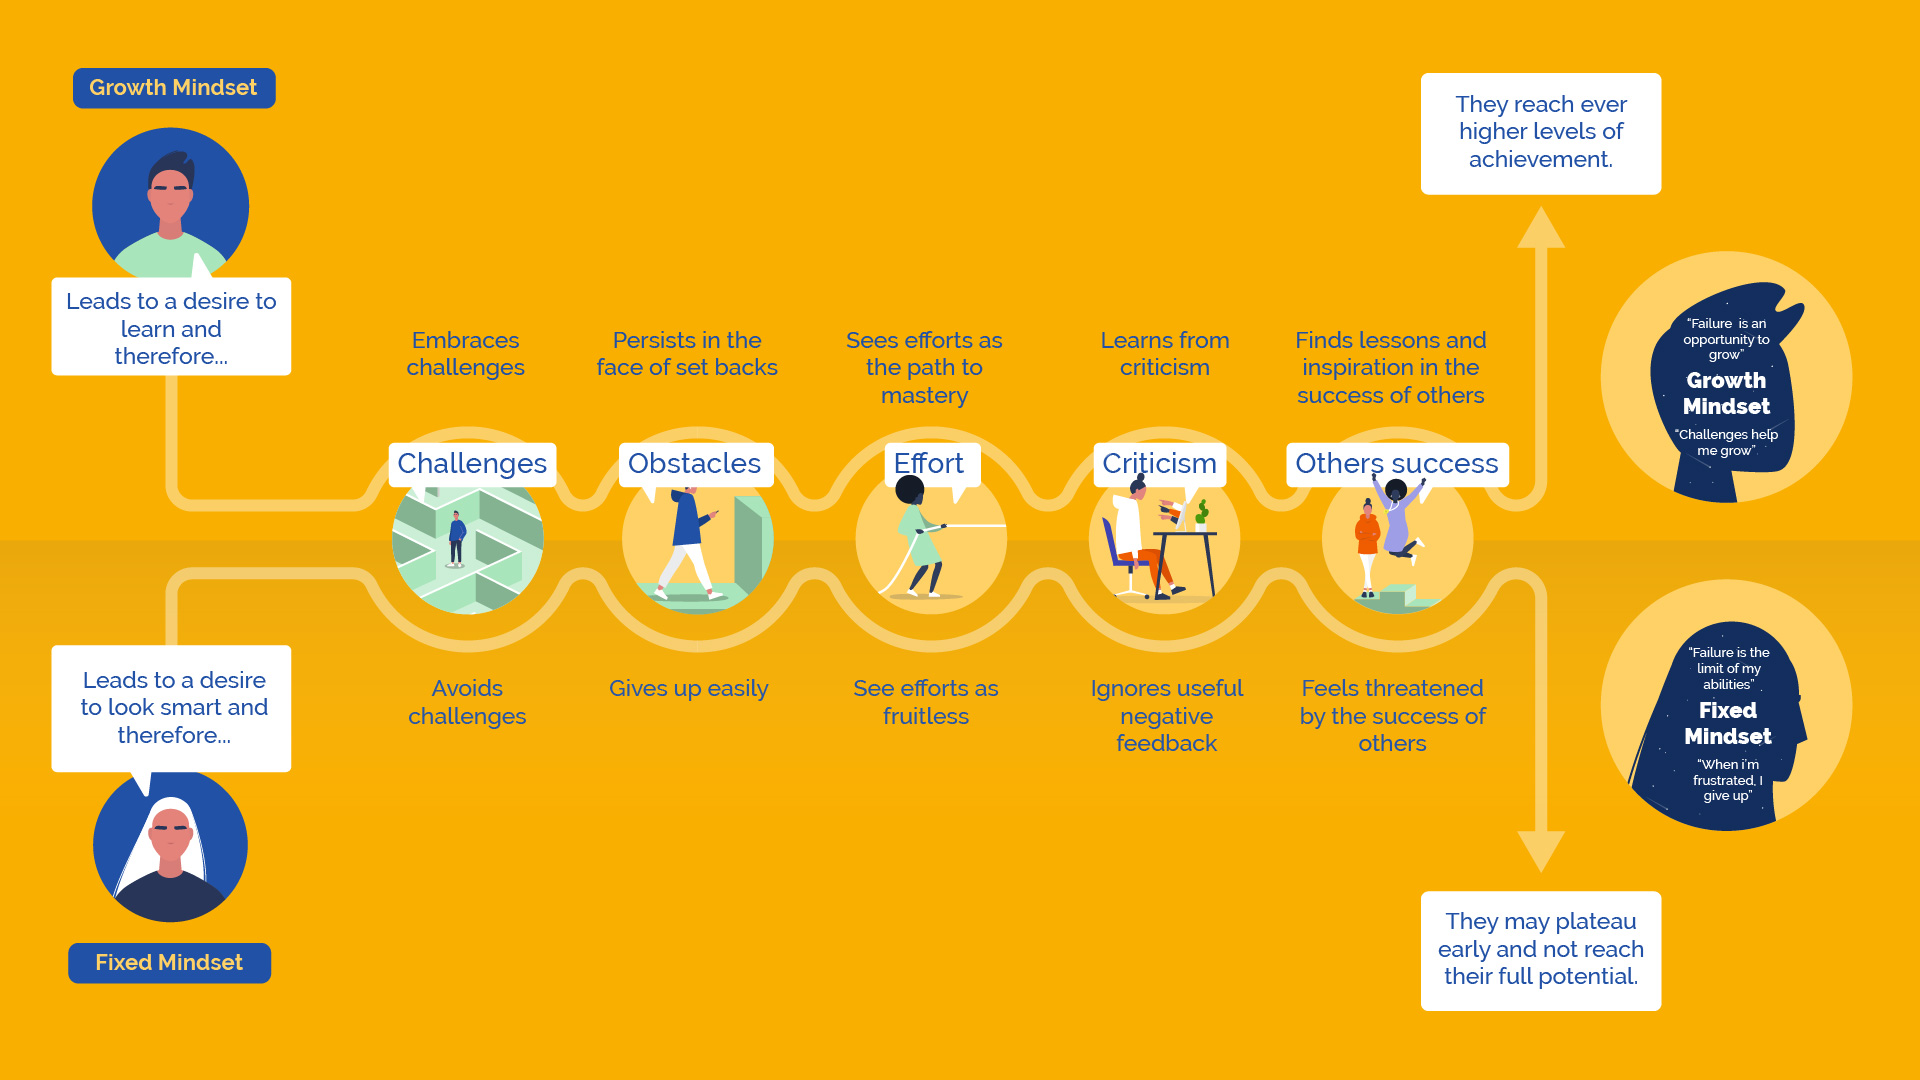 Growth Mindset
Leads to a desire to
learn and
therefore...
Embraces
challenges
Persists in the
face of set backs
Sees efforts as
the path to
mastery
Learns from
criticism
Finds lessons and
inspiration in the
success of others
They reach ever
higher levels of
achievement.
Challenges
Obstacles
Effort
Criticism
Others success
“Failure is an
opportunity to
grow”
Growth
Mindset
“Challenges help
me grow”
Leads to a desire
to look smart and
therefore...
Fixed Mindset
Avoids
challenges
Gives up easily
See efforts as
fruitless
Ignores useful
negative
feedback
Feels threatened
by the success of
others
They may plateau
early and not reach
their full potential.
“Failure is the
limit of my
abilities”
Fixed
Mindset
“When i’m
frustrated, I
give up”